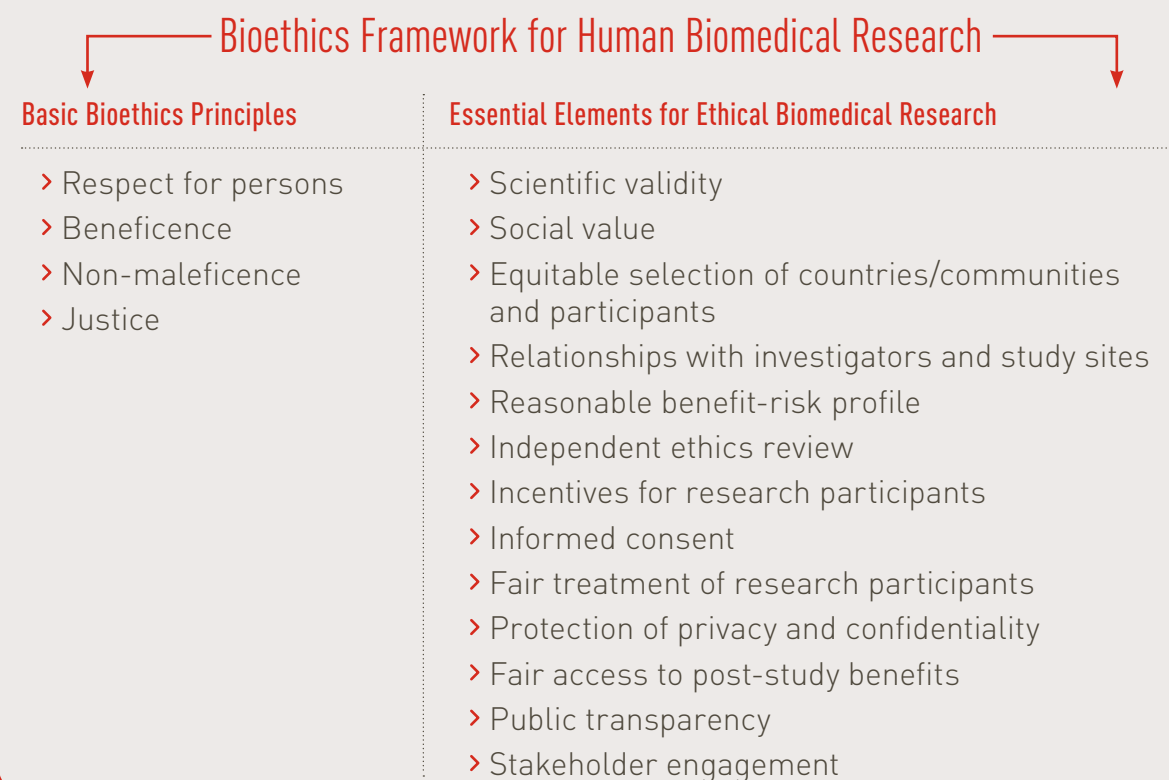 Bioethics Framework for Human Biomedical Research
Basic Bioethics Principles
> Respect for persons
> Beneficence
> Non-maleficence
> Justice
Essential Elements for Ethical Biomedical Research
> Scientific validity
> Social value
> Equitable selection of countries/communities
and participants
> Relationships with investigators and study sites
> Reasonable benefit-risk profile
> Independent ethics review
> Incentives for research participants
> Informed consent
> Fair treatment of research participants
> Protection of privacy and confidentiality
> Fair access to post-study benefits
> Public transparency
> Stakeholder engagement